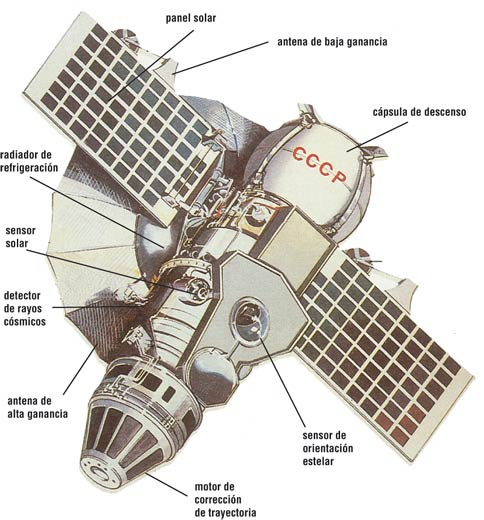 panel solar
antena de baja ganancia
cápsula de descenso
CCCP
radiador de
refrigeración
sensor
solar
detector
de rayos
cósmicos
antena de
alta ganancia
sensor de
orientación
estelar
motor de
corrección
de trayectoria